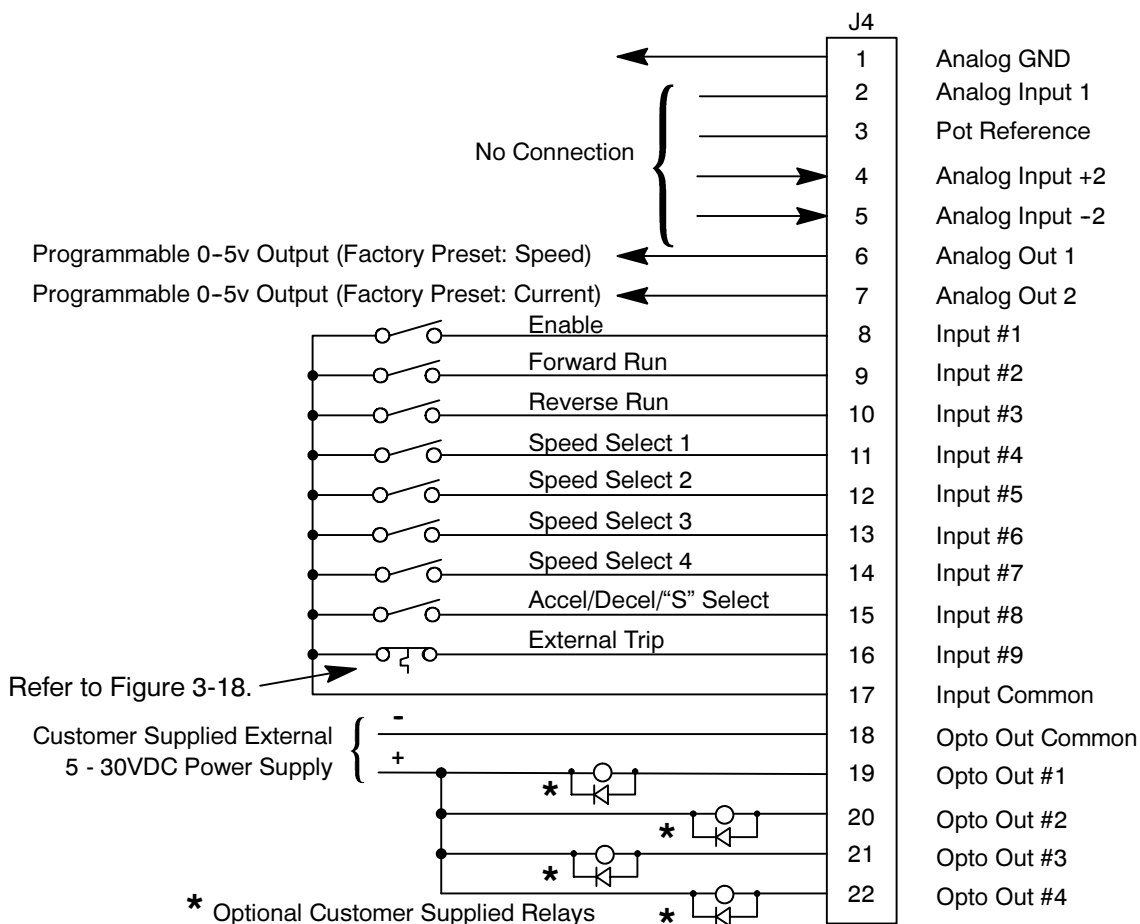 J4
1 Analog GND
2 Analog Input 1
3 Pot Reference
No Connection
4 Analog Input +2
5 Analog Input --2
Programmable 0--5v Output (Factory Preset: Speed) 6 Analog Out 1
Programmable 0--5v Output (Factory Preset: Current) 7 Analog Out 2
Enable 8 Input #1
Forward Run 9 Input #2
Reverse Run 10 Input #3
Speed Select 1 11 Input #4
Speed Select 2 12 Input #5
Speed Select 3 13 Input #6
Speed Select 4 14 Input #7
Accel/Decel/“S” Select 15 Input #8
External Trip 16 Input #9
Refer to Figure 3-18. 17 Input Common
Customer Supplied External - 18 Opto Out Common
5 - 30VDC Power Supply + 19 Opto Out #1
*
20 Opto Out #2
*
21 Opto Out #3
*
22 Opto Out #4
* Optional Customer Supplied Relays *